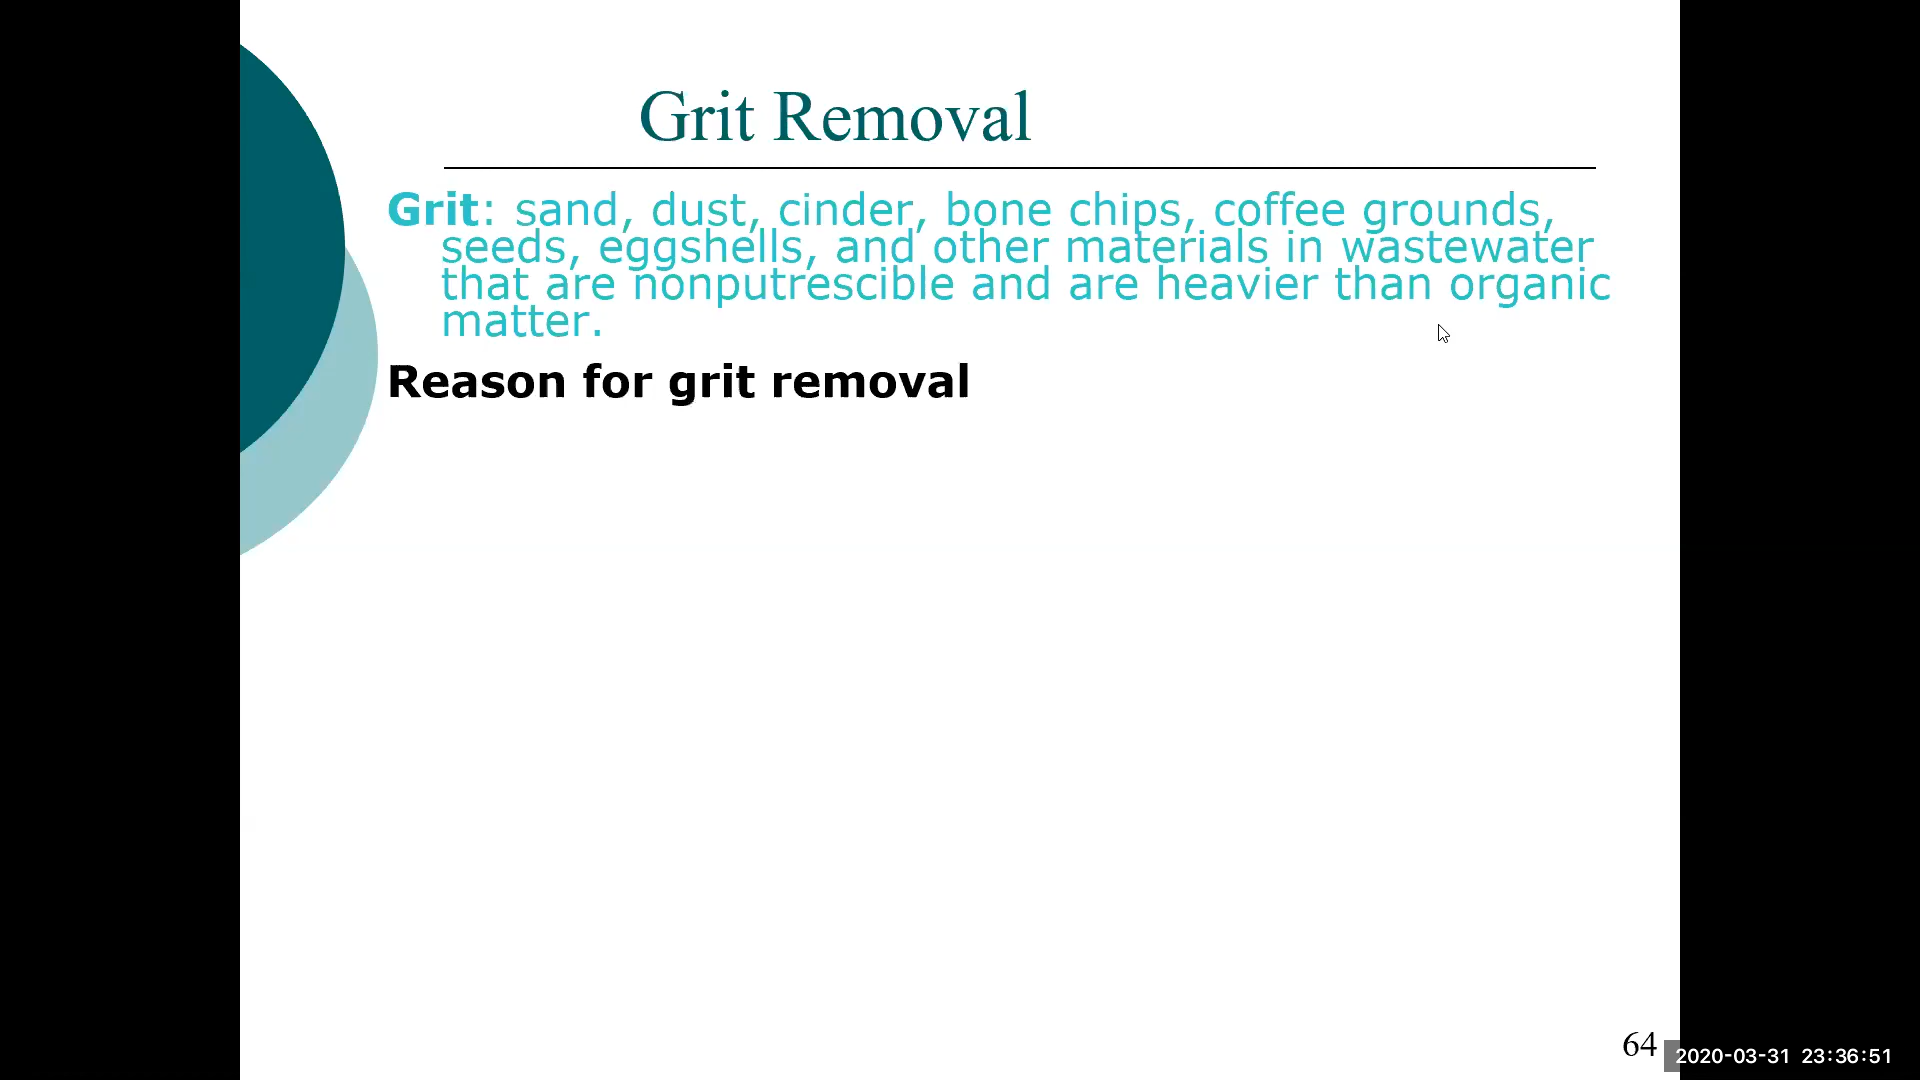 Grit Removal
Grit: sand, dust, cinder, bone chips, coffee grounds,
seeds, eggshells, and other materials in wastewater
that are nonputrescible and are heavier than organic
matter.
Reason for grit removal
64
2020-03-31 23:36:51